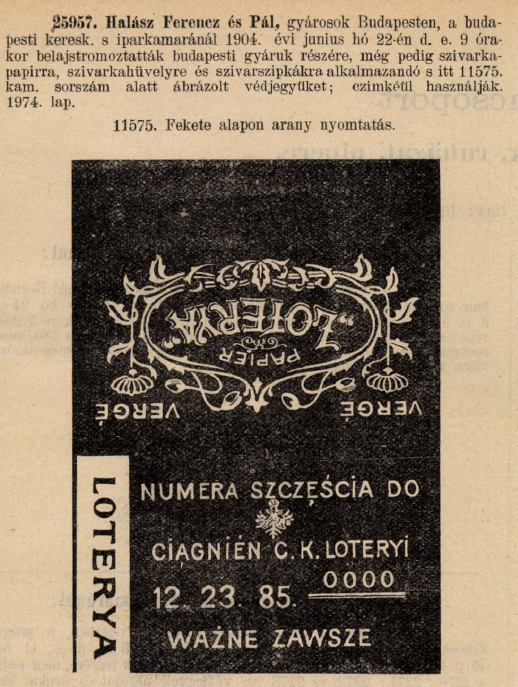 25957. Halász Ferencz és Pál, gyárosok Budapesten, a buda-
pesti keresk. s iparkamaránál 1904. évi junius hó 22-én d. e. 9 óra-
kor belajstromoztatták budapesti gyáruk részére, még pedig szivarka-
papirra, szivarkahüvelyre és szivarszipkákra alkalmazandó s itt 11575.
kam. sorszám alatt ábrázolt védjegyüket; czimkéül használják.
1974. lap.
11575. Fekete alapon arany nyomtatás.
VERGÉ VERGÉ
PAPIER
„LOTERYA“
LOTERYA
NUMERA SZCZĘŚCIA DO
CIĄGNIÉN C. K. LOTERYI
12. 23. 85. 0000
WAŻNE ZAWSZE